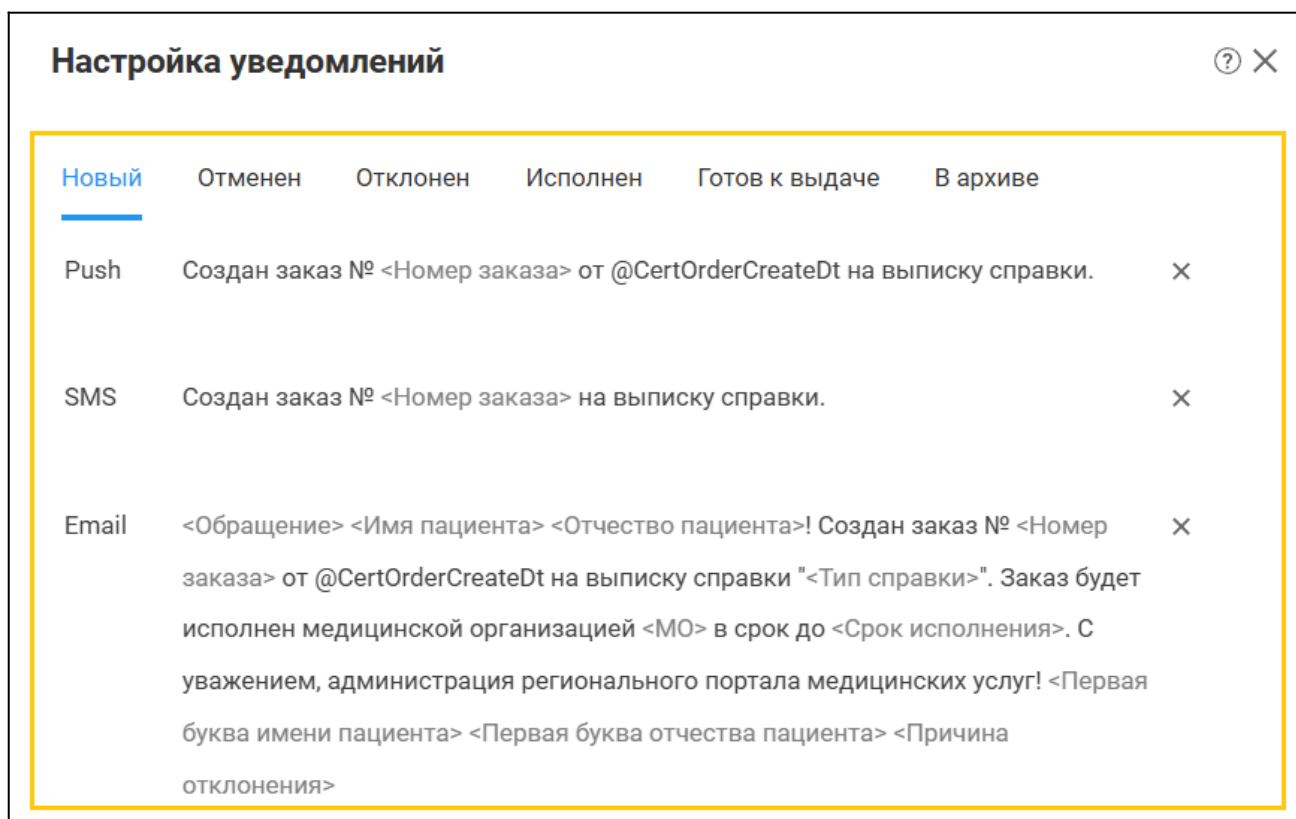 Настройка уведомлений
Новый Отменен Отклонен Исполнен Готов к выдаче В архиве
Push Создан заказ № <Номер заказа> от @CertOrderCreateDt на выписку справки.
SMS Создан заказ № <Номер заказа> на выписку справки.
Email <Обращение> <Имя пациента> <Отчество пациента>! Создан заказ № <Номер
заказа> от @CertOrderCreateDt на выписку справки "<Тип справки>". Заказ будет
исполнен медицинской организацией <МО> в срок до <Срок исполнения>. С
уважением, администрация регионального портала медицинских услуг! <Первая
буква имени пациента> <Первая буква отчества пациента> <Причина
отклонения>